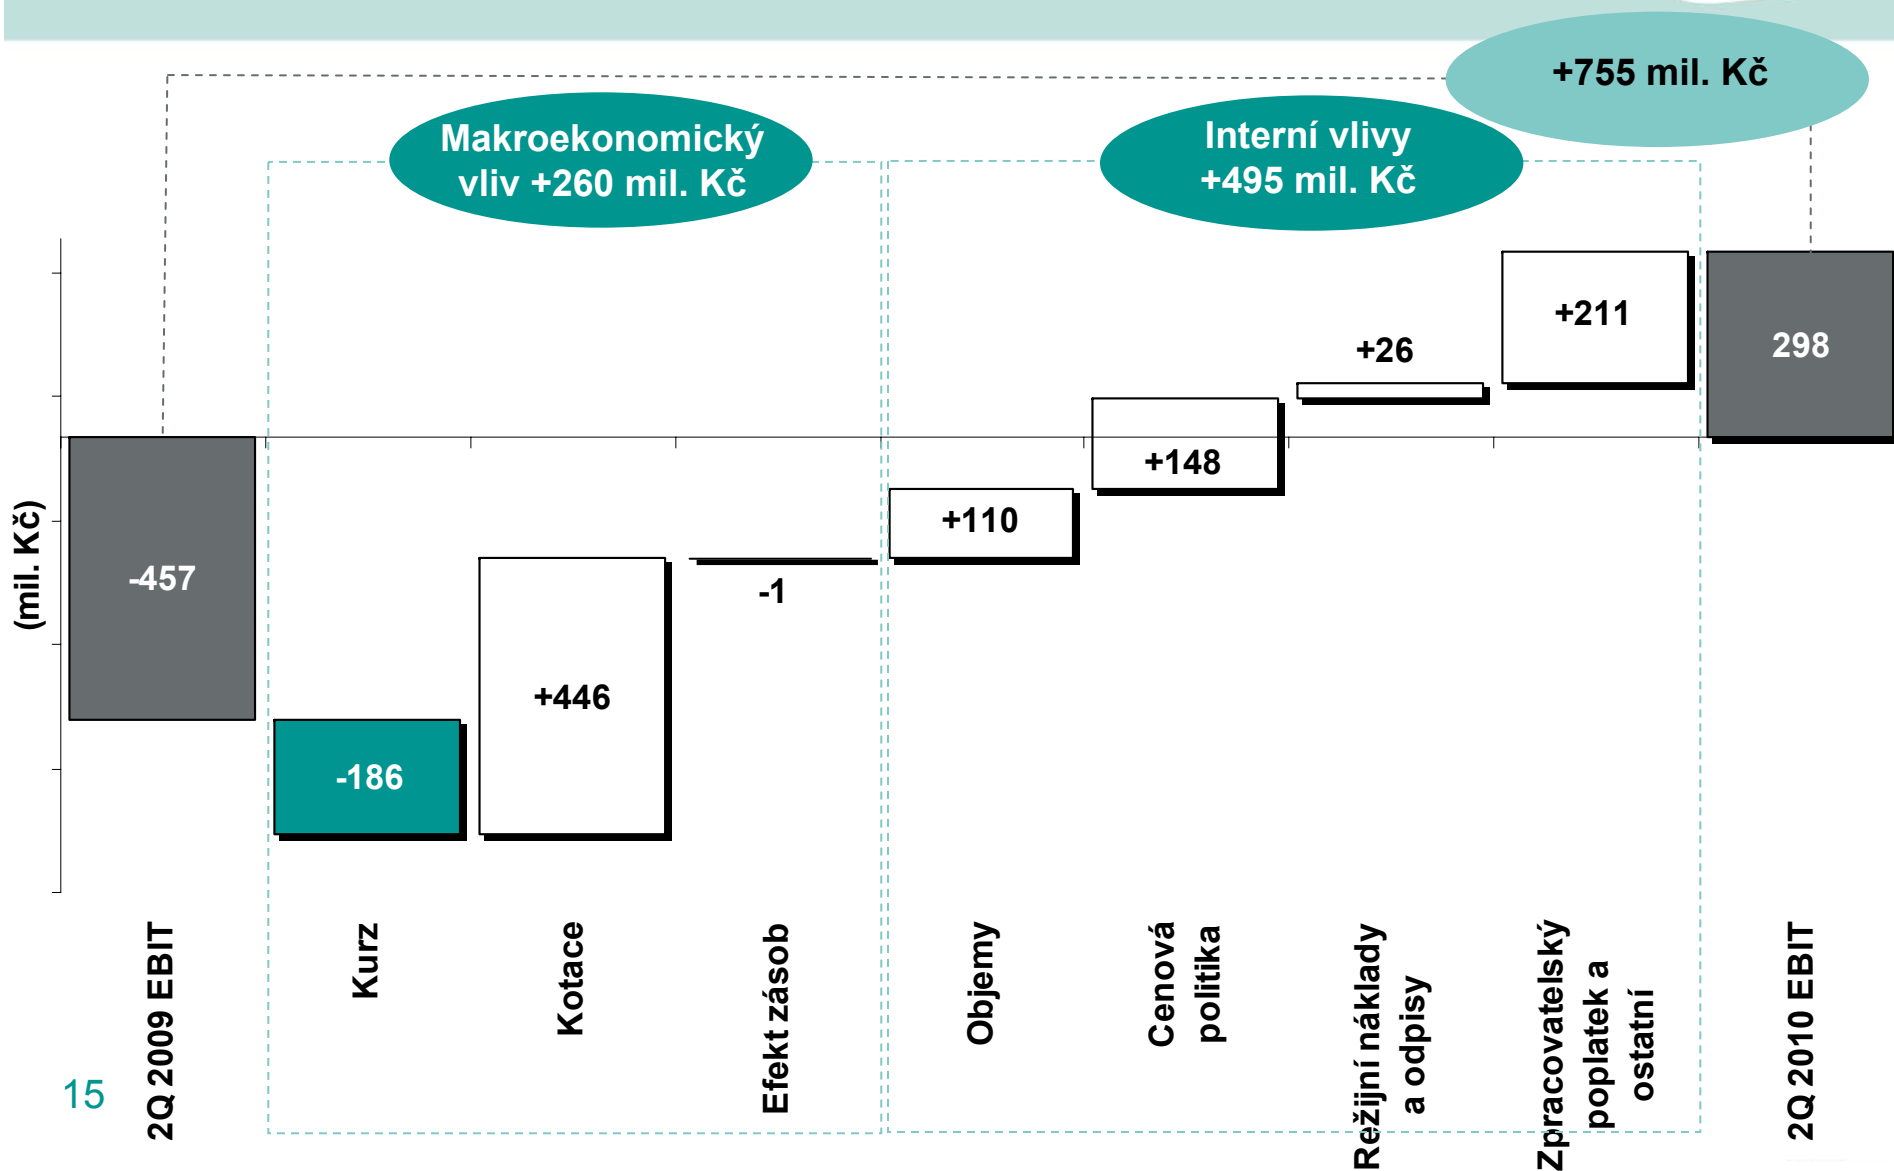 +755 mil. Kč
Makroekonomický
vliv +260 mil. Kč
Interní vlivy
+495 mil. Kč
(mil. Kč)
-457
-186
+446
-1
+110
+148
+26
+211
298
2Q 2009 EBIT
Kurz
Kotace
Efekt zásob
Objemy
Cenová
politika
Režijní náklady
a odpisy
Zpracovatelský
poplatek a
ostatní
2Q 2010 EBIT
15